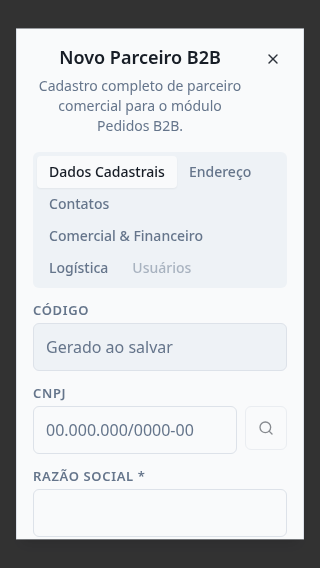 Novo Parceiro B2B
Cadastro completo de parceiro
comercial para o módulo
Pedidos B2B.
Dados Cadastrais Endereço
Contatos
Comercial & Financeiro
Logística Usuários
CÓDIGO
Gerado ao salvar
CNPJ
00.000.000/0000-00
RAZÃO SOCIAL *